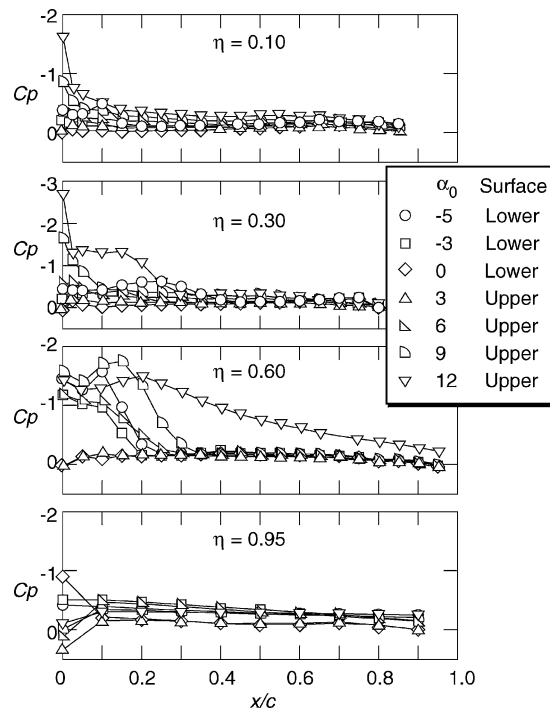 -2
η = 0.10
-1
Cp
0
-3
η = 0.30
-2
Cp
-1
0
α0 Surface
-5 Lower
-3 Lower
0 Lower
3 Upper
6 Upper
9 Upper
12 Upper
-2
η = 0.60
-1
Cp
0
-2
η = 0.95
-1
Cp
0
0 0.2 0.4 0.6 0.8 1.0
x/c